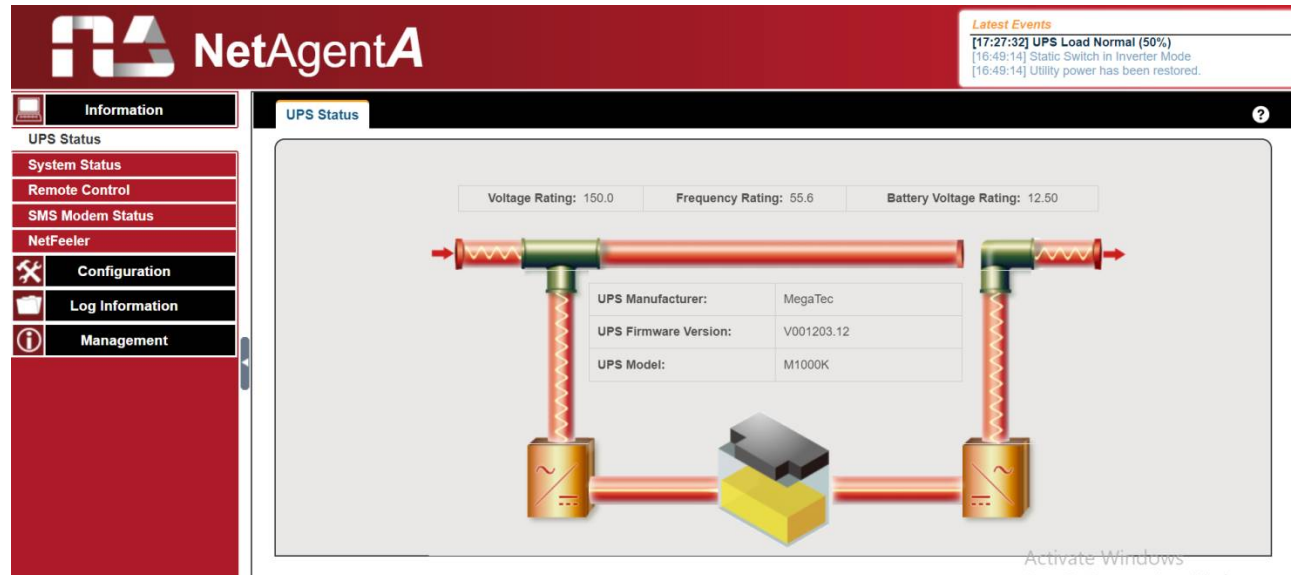 NetAgentA
Latest Events
[17:27:32] UPS Load Normal (50%)
[16:49:14] Static Switch in Inverter Mode
[16:49:14] Utility power has been restored.
Information
UPS Status
System Status
Remote Control
SMS Modem Status
NetFeeler
Configuration
Log Information
Management
UPS Status
?
Voltage Rating: 150.0 Frequency Rating: 55.6 Battery Voltage Rating: 12.50
UPS Manufacturer: MegaTec
UPS Firmware Version: V001203.12
UPS Model: M1000K
Activate Windows